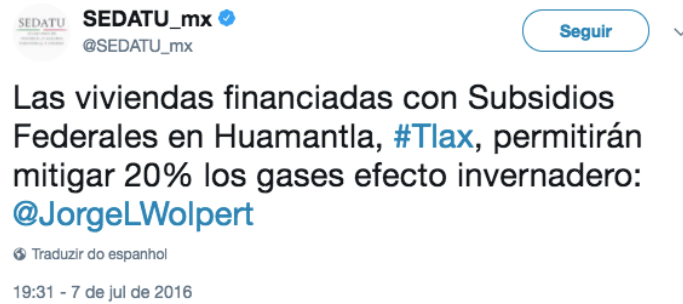 SEDATU
SEDATU_mx
@SEDATU_mx
Seguir
Las viviendas financiadas con Subsidios
Federales en Huamantla, #Tlax, permitirán
mitigar 20% los gases efecto invernadero:
@JorgeLWolpert
Traduzir do espanhol
19:31 - 7 de jul de 2016